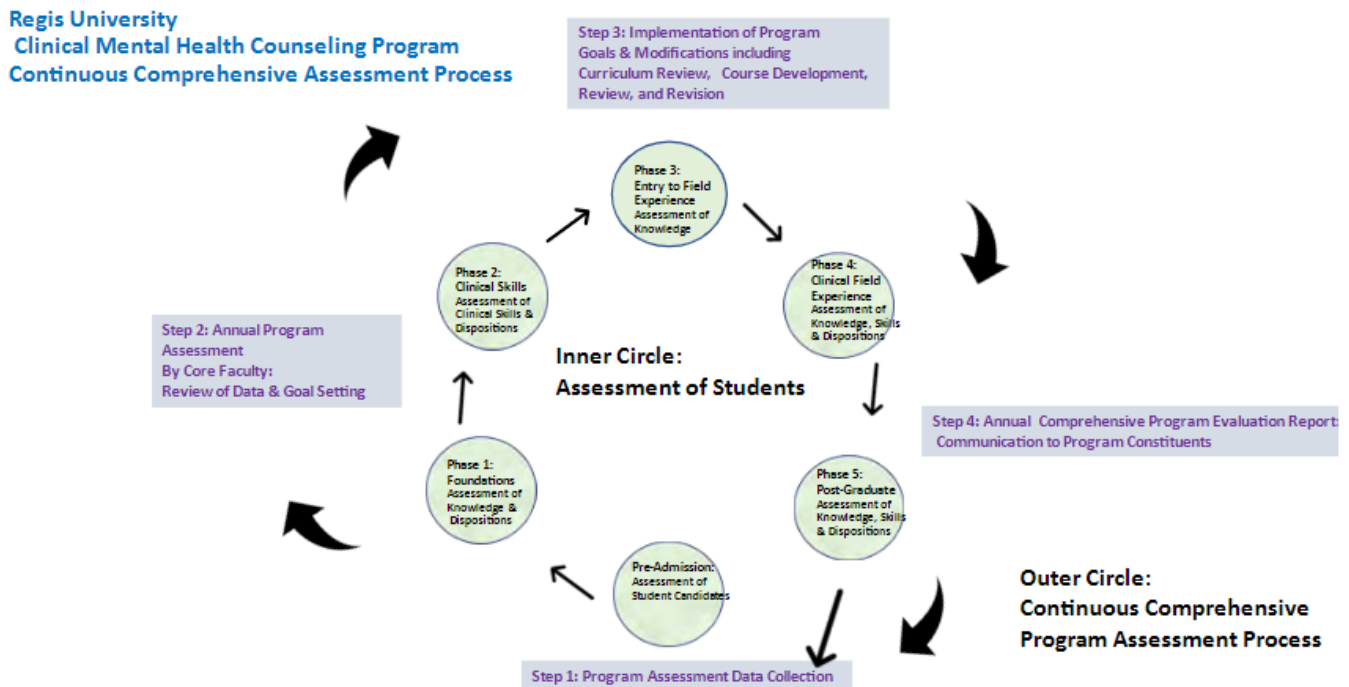 Regis University
Clinical Mental Health Counseling Program
Continuous Comprehensive Assessment Process
Step 3: Implementation of Program
Goals & Modifications including
Curriculum Review, Course Development,
Review, and Revision
Phase 3:
Entry to Field
Experience
Assessment of
Knowledge
Phase 2:
Clinical Skills
Assessment of
Clinical Skills &
Dispositions
Phase 4:
Clinical Field
Experience
Assessment of
Knowledge, Skills
& Dispositions
Step 2: Annual Program
Assessment
By Core Faculty:
Review of Data & Goal Setting
Inner Circle:
Assessment of Students
Step 4: Annual Comprehensive Program Evaluation Report:
Communication to Program Constituents
Phase 1:
Foundations
Assessment of
Knowledge &
Dispositions
Phase 5:
Post-Graduate
Assessment of
Knowledge, Skills
& Dispositions
Pre-Admission:
Assessment of
Student Candidates
Outer Circle:
Continuous Comprehensive
Program Assessment Process
Step 1: Program Assessment Data Collection